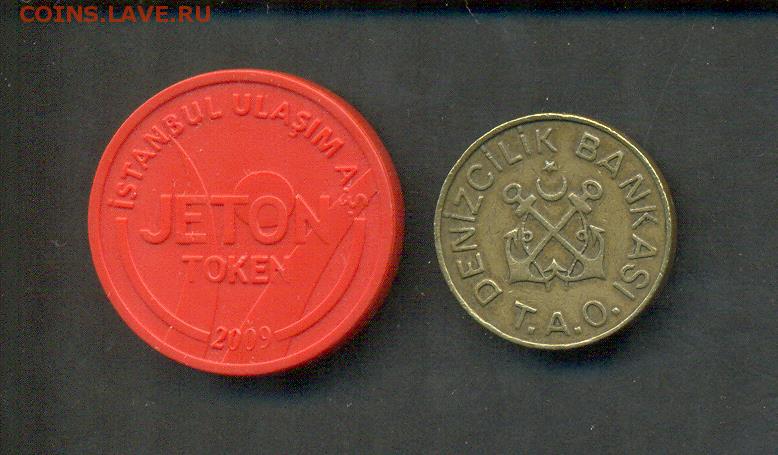 COINS.LAVE.RU
İSTANBUL ULAŞIM A.Ş.
JETON
TOKEN
2009
DENİZCİLİK BANKASI
T.A.O.